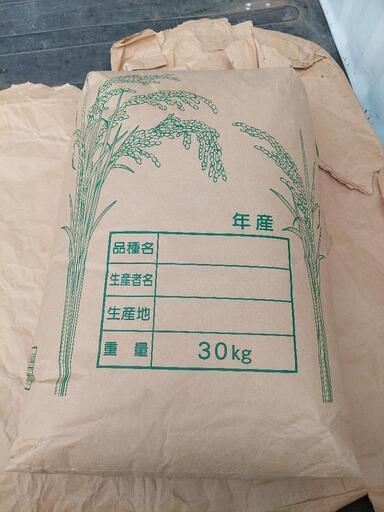 年産
品種名
生産者名
生産地
重量 30kg